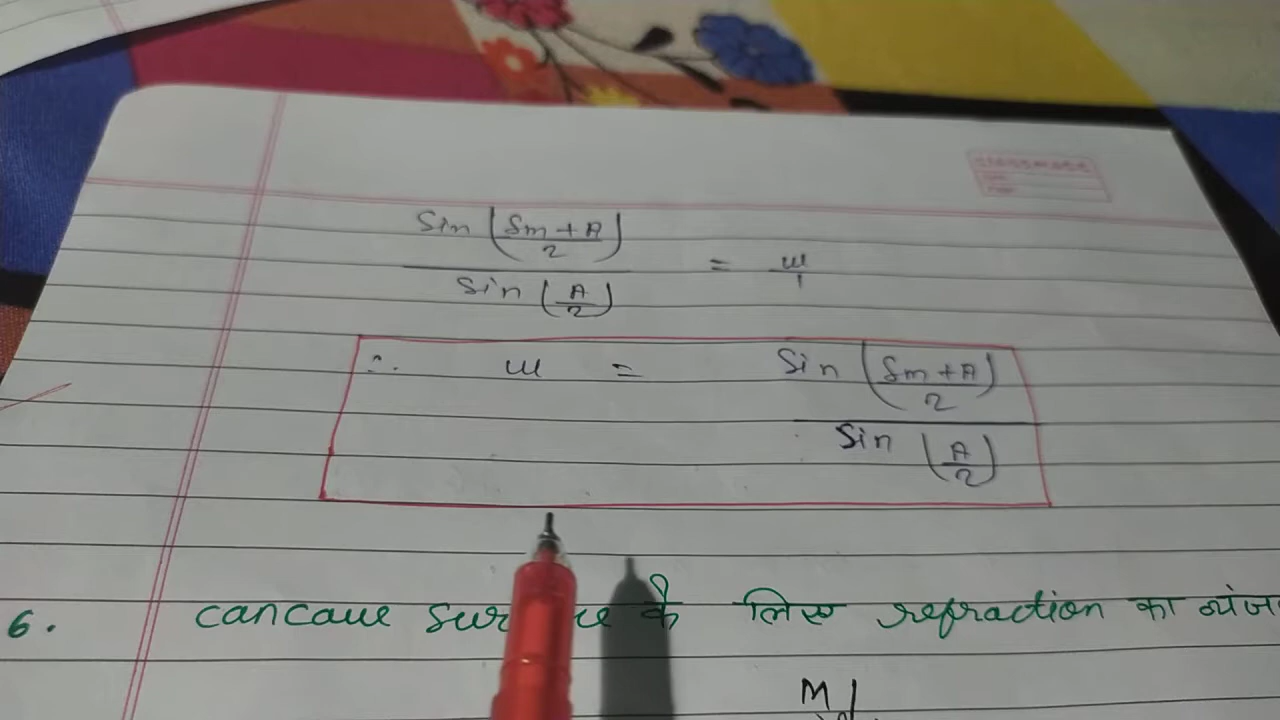 Sin (δm + A / 2) / Sin (A / 2) = μ / 1
∴ μ = Sin (δm + A / 2) / Sin (A / 2)
6. cancave sur के लिए refraction का व्यंज
M